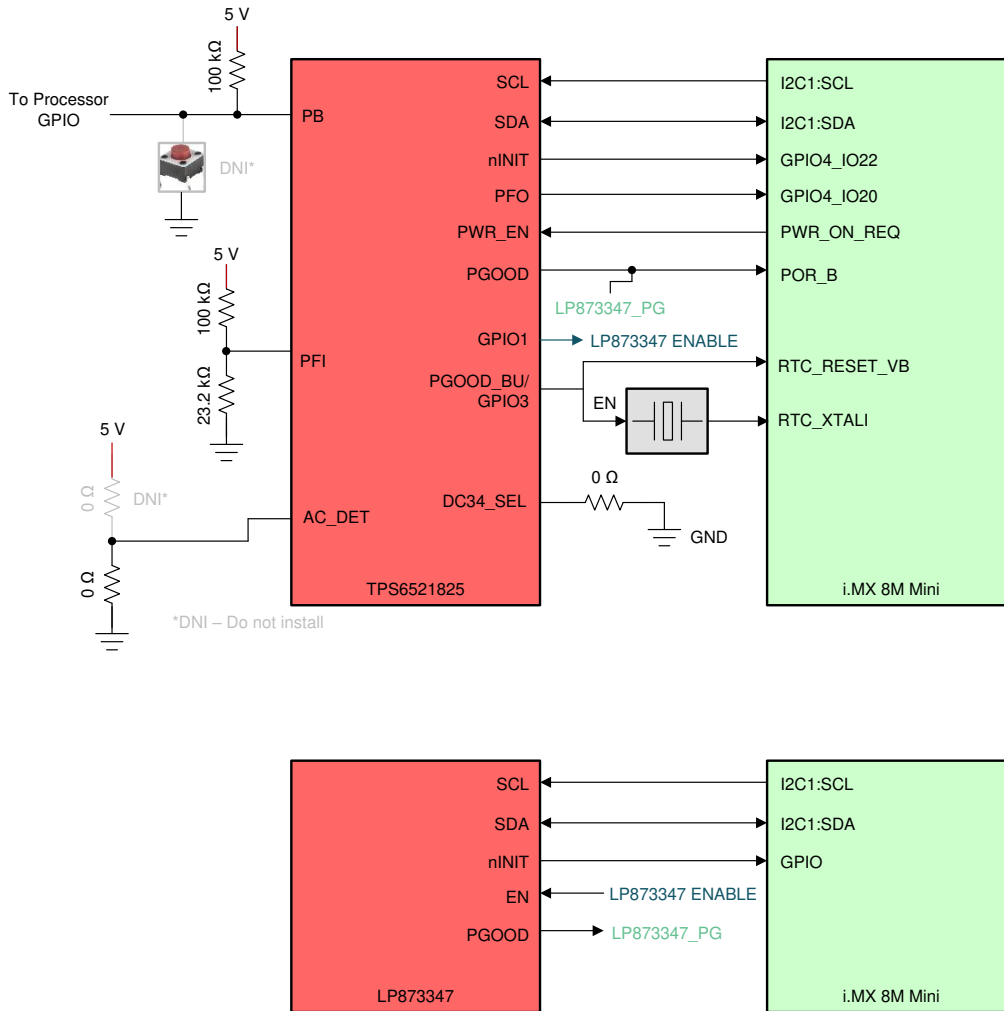 5 V
100 kΩ
To Processor
GPIO
DNI*
PB
5 V
100 kΩ
23.2 kΩ
PFI
5 V
0 Ω
DNI*
0 Ω
AC_DET
*DNI – Do not install
SCL
SDA
nINIT
PFO
PWR_EN
PGOOD
GPIO1
PGOOD_BU/
GPIO3
DC34_SEL
TPS6521825
LP873347_PG
LP873347 ENABLE
EN
0 Ω
GND
I2C1:SCL
I2C1:SDA
GPIO4_IO22
GPIO4_IO20
PWR_ON_REQ
POR_B
RTC_RESET_VB
RTC_XTALI
i.MX 8M Mini
SCL
SDA
nINIT
EN
PGOOD
LP873347
LP873347 ENABLE
LP873347_PG
I2C1:SCL
I2C1:SDA
GPIO
i.MX 8M Mini